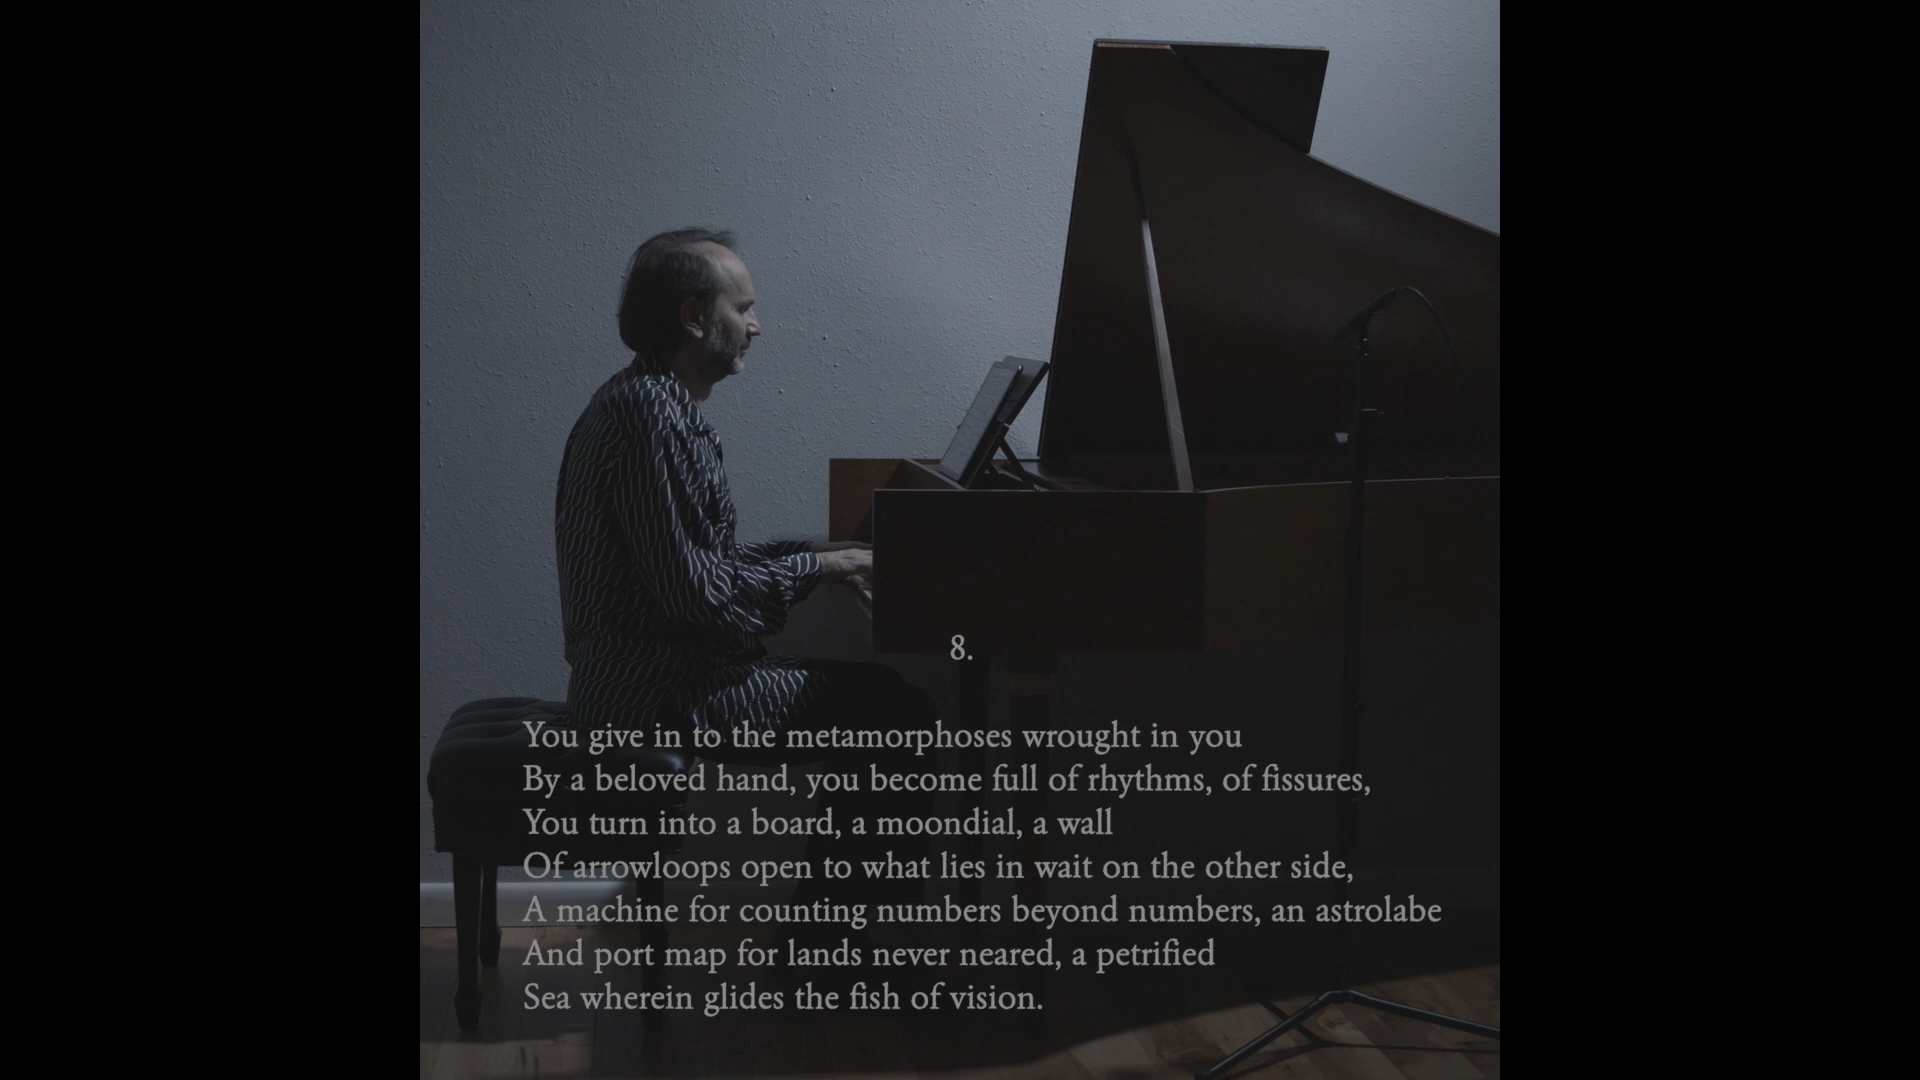 8.
You give in to the metamorphoses wrought in you
By a beloved hand, you become full of rhythms, of fissures,
You turn into a board, a moondial, a wall
Of arrowloops open to what lies in wait on the other side,
A machine for counting numbers beyond numbers, an astrolabe
And port map for lands never neared, a petrified
Sea wherein glides the fish of vision.